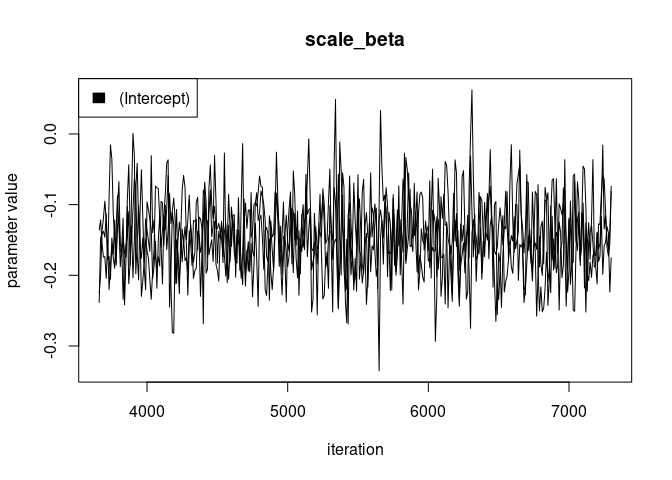 scale_beta
(Intercept)
parameter value
0.0
-0.1
-0.2
-0.3
4000 5000 6000 7000
iteration